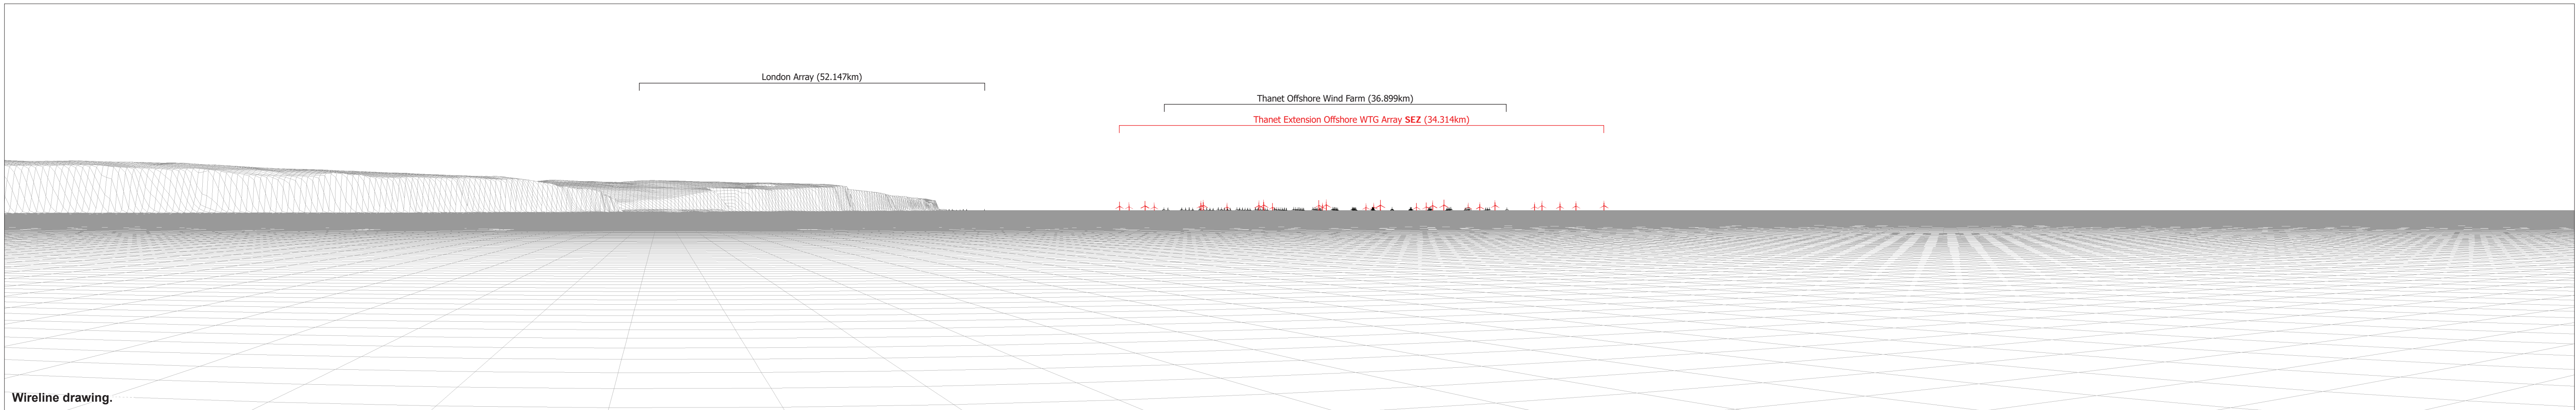 London Array (52.147km)
Thanet Offshore Wind Farm (36.899km)
Thanet Extension Offshore WTG Array SEZ (34.314km)
Wireline drawing.